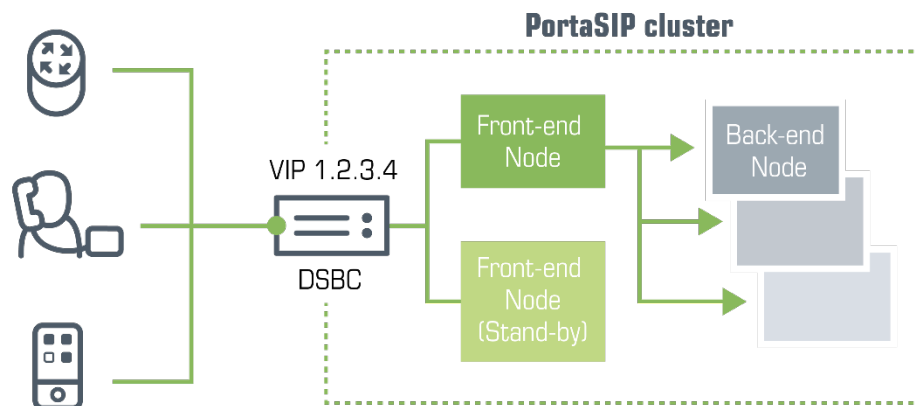 PortaSIP cluster
VIP 1.2.3.4
DSBC
Front-end
Node
Front-end
Node
(Stand-by)
Back-end
Node